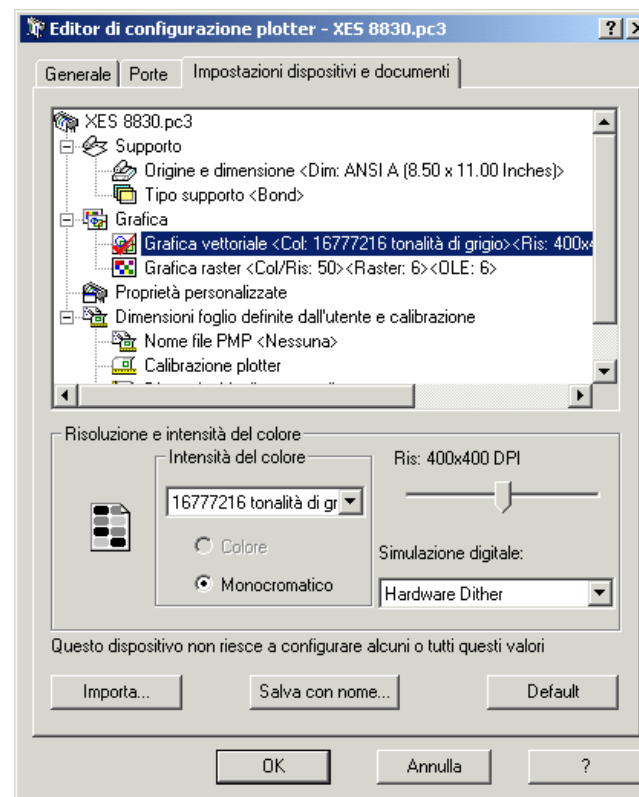 Editor di configurazione plotter - XES 8830.pc3
Generale Porte Impostazioni dispositivi e documenti
XES 8830.pc3
Supporto
Origine e dimensione <Dim: ANSI A (8.50 x 11.00 Inches)>
Tipo supporto <Bond>
Grafica
Grafica vettoriale <Col: 16777216 tonalità di grigio><Ris: 400x4
Grafica raster <Col/Ris: 50><Raster: 6><OLE: 6>
Proprietà personalizzate
Dimensioni foglio definite dall'utente e calibrazione
Nome file PMP <Nessuna>
Calibrazione plotter
Risoluzione e intensità del colore
Intensità del colore
Ris: 400x400 DPI
16777216 tonalità di gr
Colore
Monocromatico
Simulazione digitale:
Hardware Dither
Questo dispositivo non riesce a configurare alcuni o tutti questi valori
Importa... Salva con nome... Default
OK Annulla ?